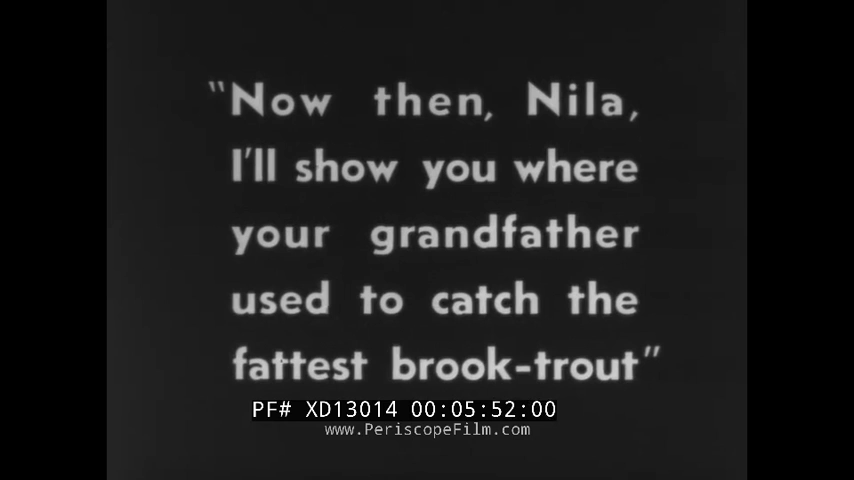 "Now then, Nila,
I'll show you where
your grandfather
used to catch the
fattest brook-trout"
PF# XD13014 00:05:52:00
www.PeriscopeFilm.com